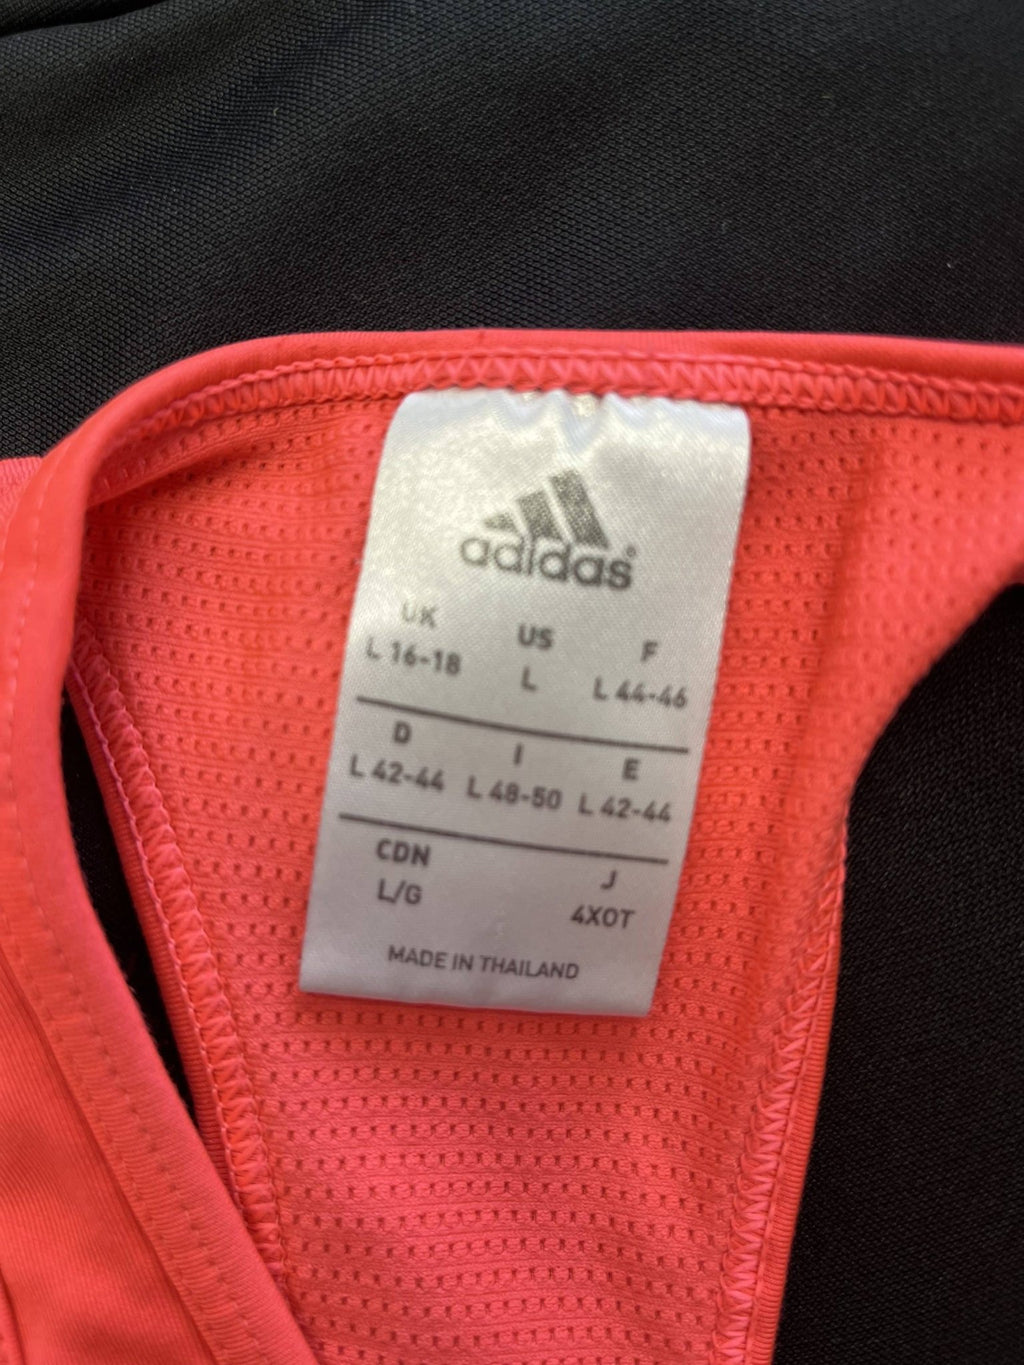 adidas®
UK US F
L 16-18 L L 44-46
D I E
L 42-44 L 48-50 L 42-44
CDN J
L/G 4XOT
MADE IN THAILAND